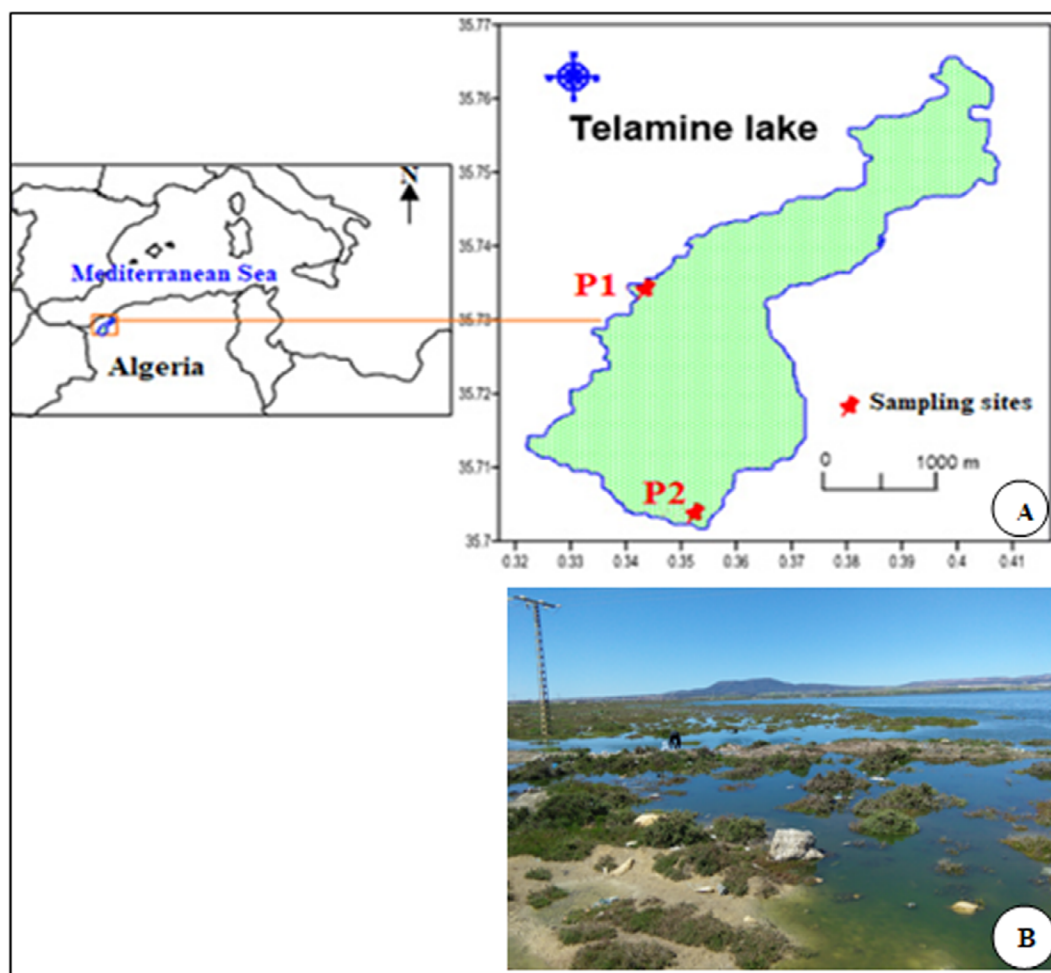 N
Mediterranean Sea
Algeria
35.77
35.76
35.75
35.74
35.73
35.72
35.71
35.7
Telamine lake
P1
P2
Sampling sites
0 1000 m
A
0.32 0.33 0.34 0.35 0.36 0.37 0.38 0.39 0.4 0.41
B